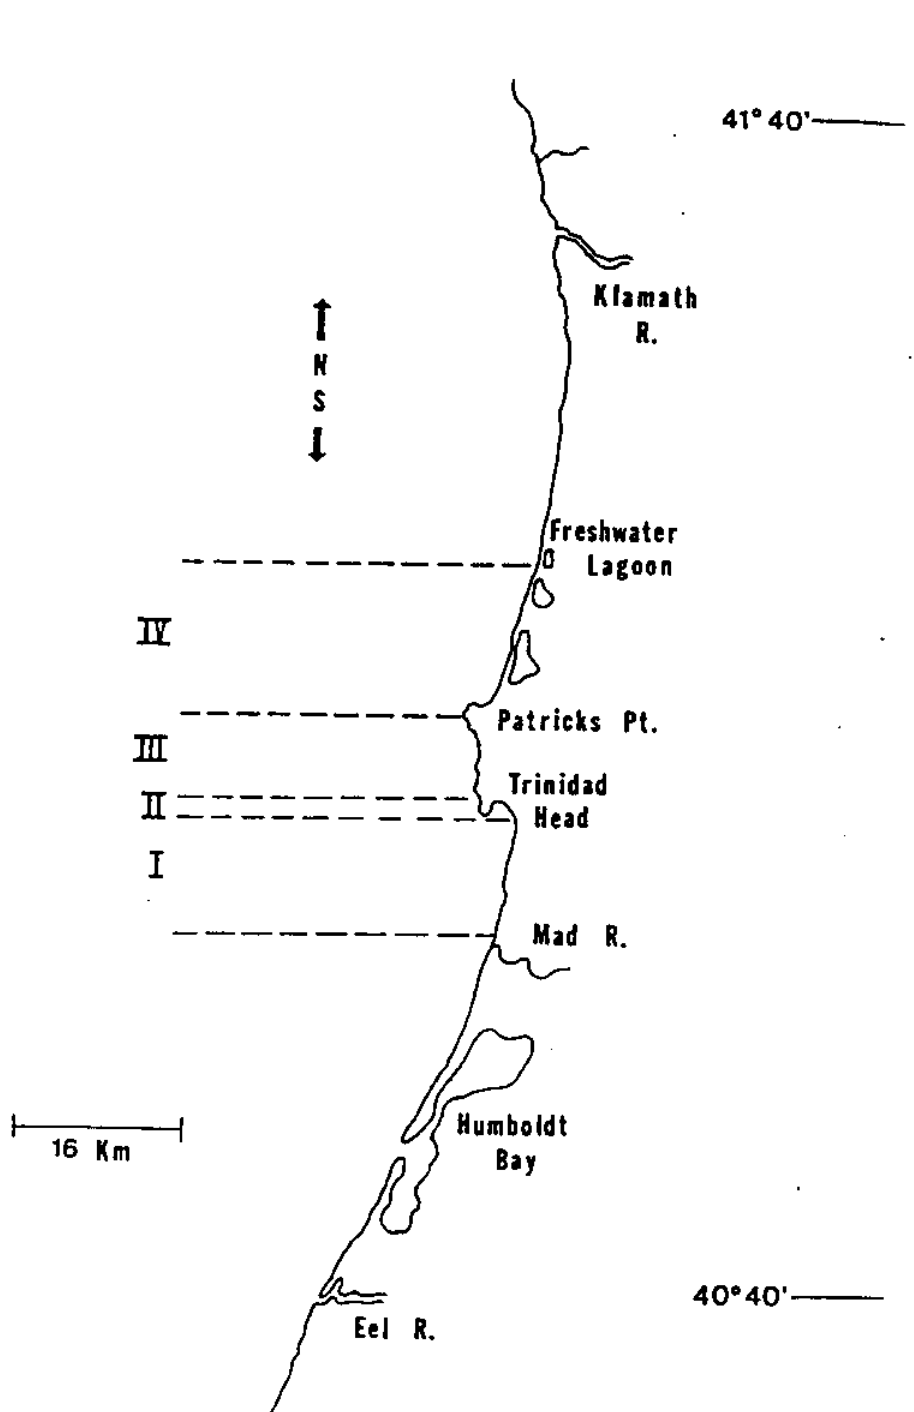 41°40'
Klamath
R.
N
S
Freshwater
Lagoon
IV
Patricks Pt.
III
Trinidad
II
Head
I
Mad R.
Humboldt
Bay
16 Km
40°40'
Eel R.